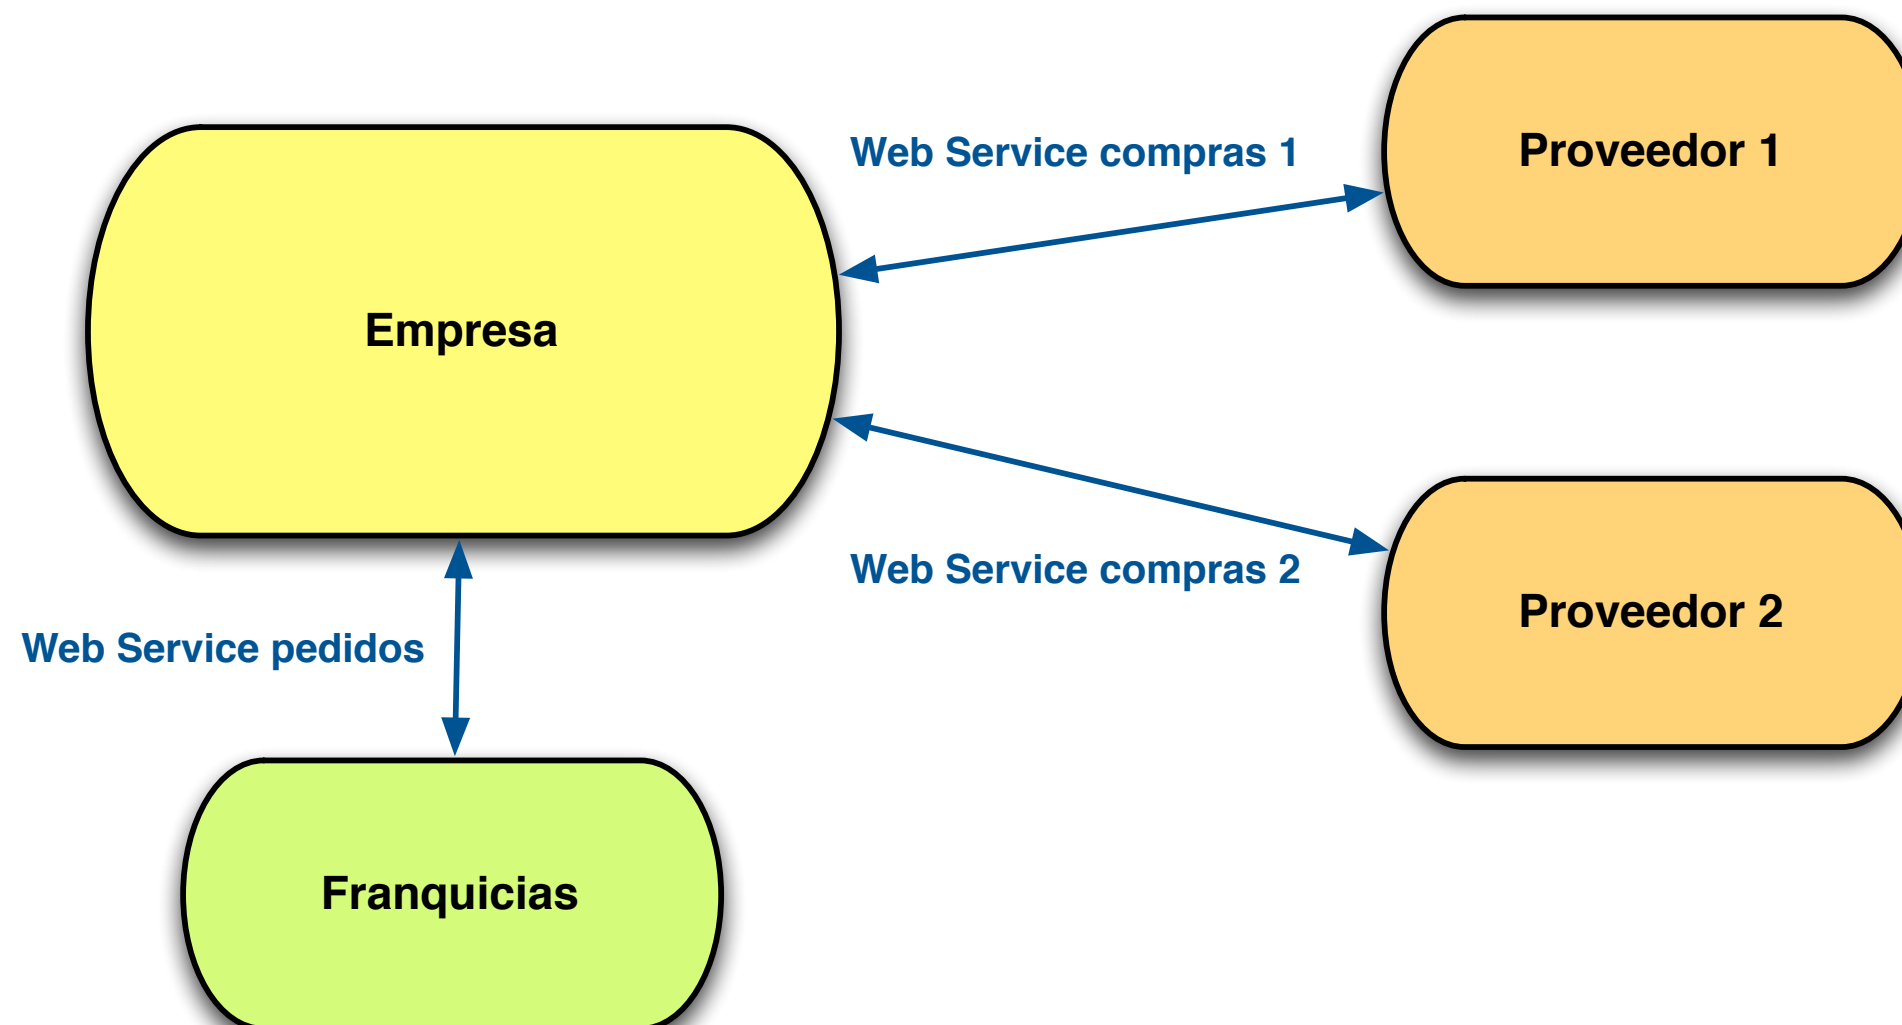 Web Service compras 1
Proveedor 1
Empresa
Web Service compras 2
Proveedor 2
Web Service pedidos
Franquicias